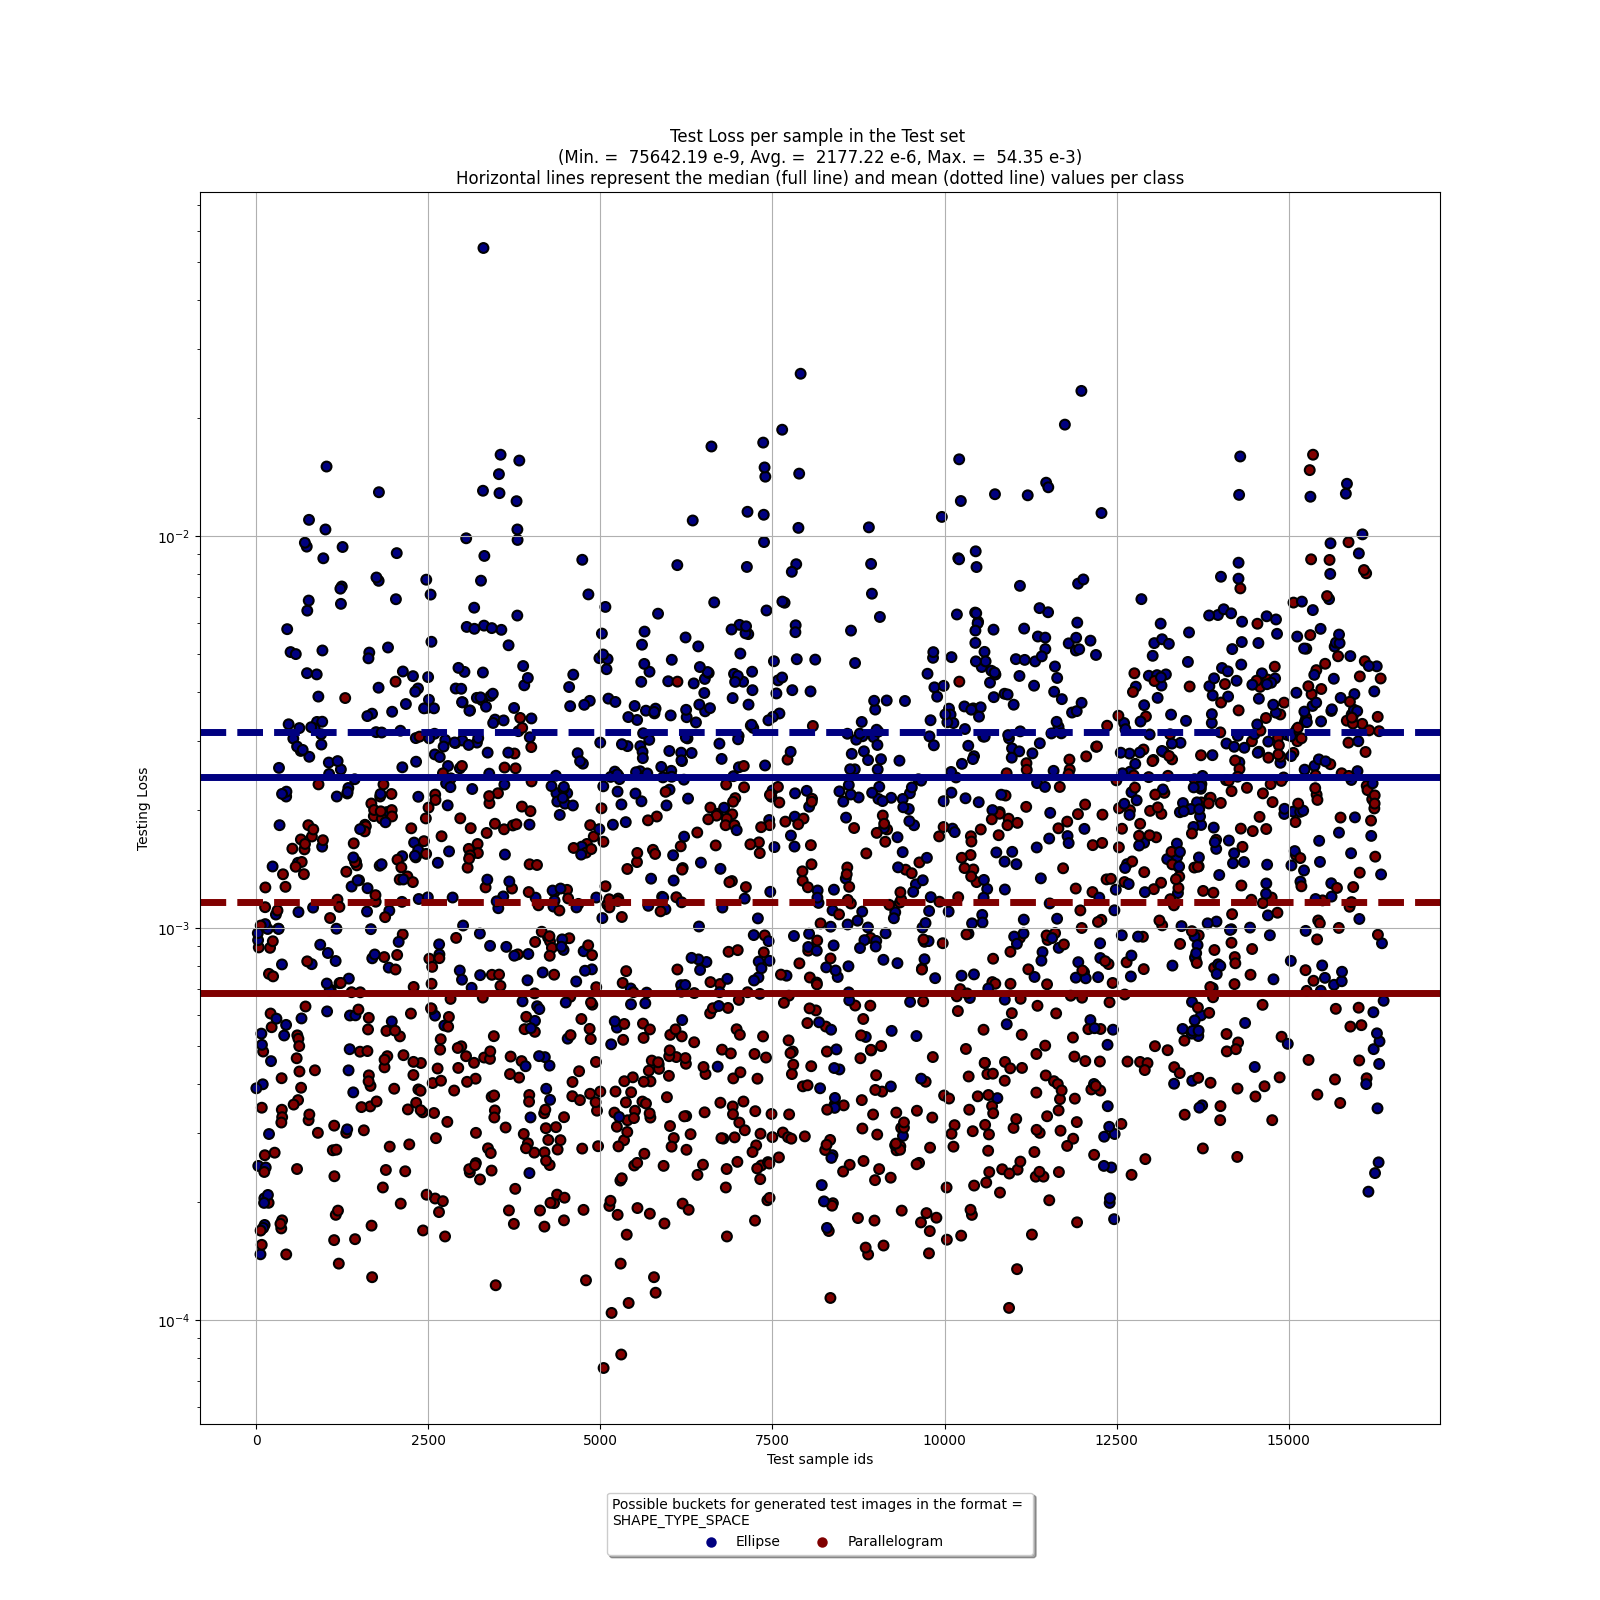 Test Loss per sample in the Test set
(Min. = 75642.19 e-9, Avg. = 2177.22 e-6, Max. = 54.35 e-3)
Horizontal lines represent the median (full line) and mean (dotted line) values per class
Testing Loss
10⁻²
10⁻³
10⁻⁴
0 2500 5000 7500 10000 12500 15000
Test sample ids
Possible buckets for generated test images in the format =
SHAPE_TYPE_SPACE
Ellipse Parallelogram